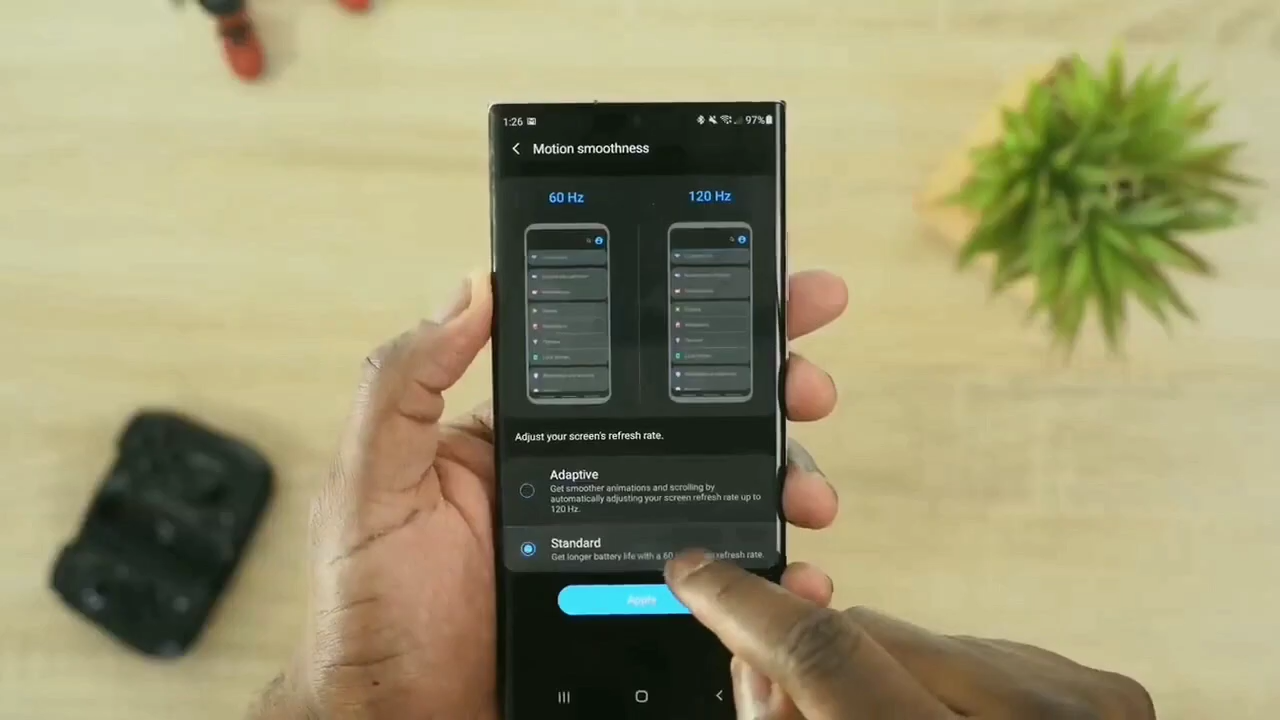 1:26
97%
Motion smoothness
60 Hz
120 Hz
Adjust your screen's refresh rate.
Adaptive
Get smoother animations and scrolling by
automatically adjusting your screen refresh rate up to
120 Hz.
Standard
Get longer battery life with a 60 refresh rate.
Apply